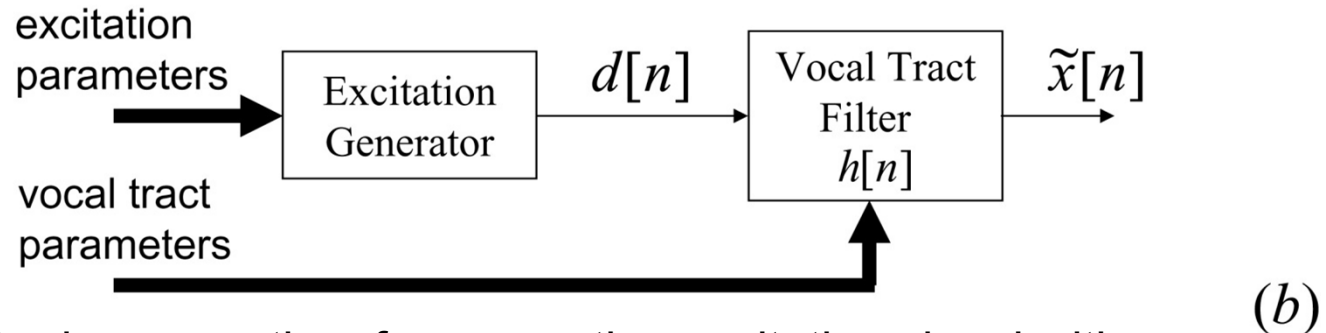 excitation
parameters
Excitation
Generator
d[n]
Vocal Tract
Filter
h[n]
x̃[n]
vocal tract
parameters
(b)